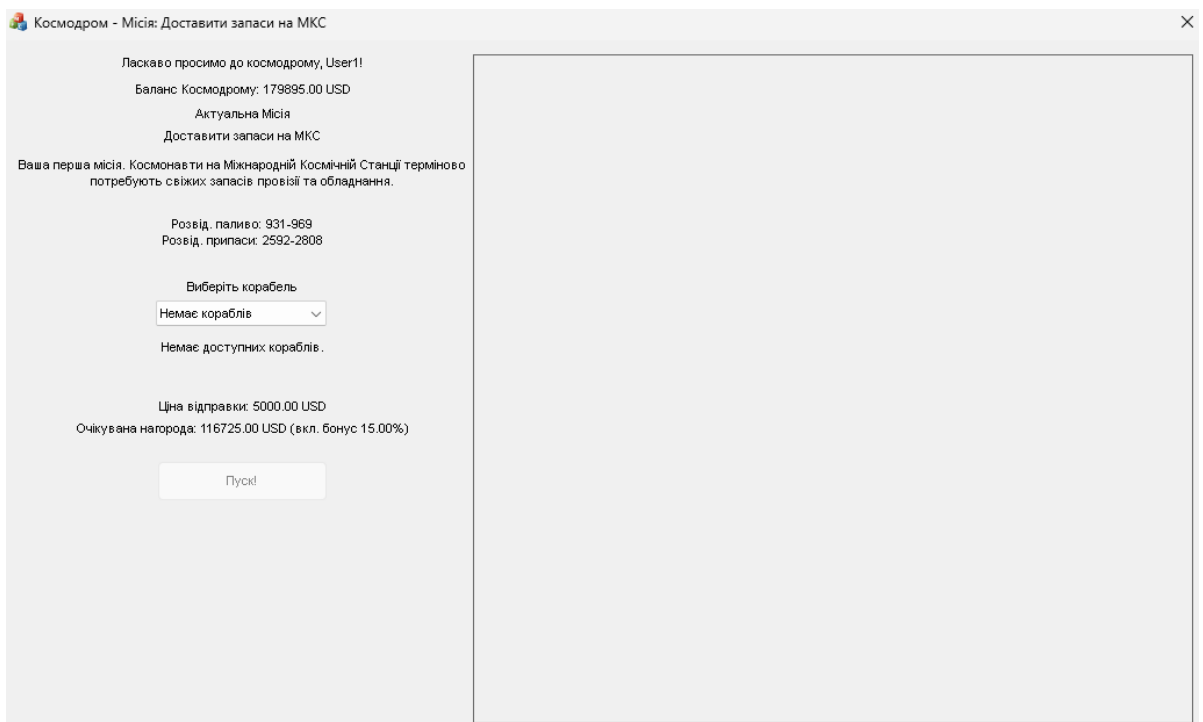 Космодром - Місія: Доставити запаси на МКС
Ласкаво просимо до космодрому, User1!
Баланс Космодрому: 179895.00 USD
Актуальна Місія
Доставити запаси на МКС
Ваша перша місія. Космонавти на Міжнародній Космічній Станції терміново
потребують свіжих запасів провізії та обладнання.
Розвід. паливо: 931-969
Розвід. припаси: 2592-2808
Виберіть корабель
Немає кораблів
Немає доступних кораблів.
Ціна відправки: 5000.00 USD
Очікувана нагорода: 116725.00 USD (вкл. бонус 15.00%)
Пуск!